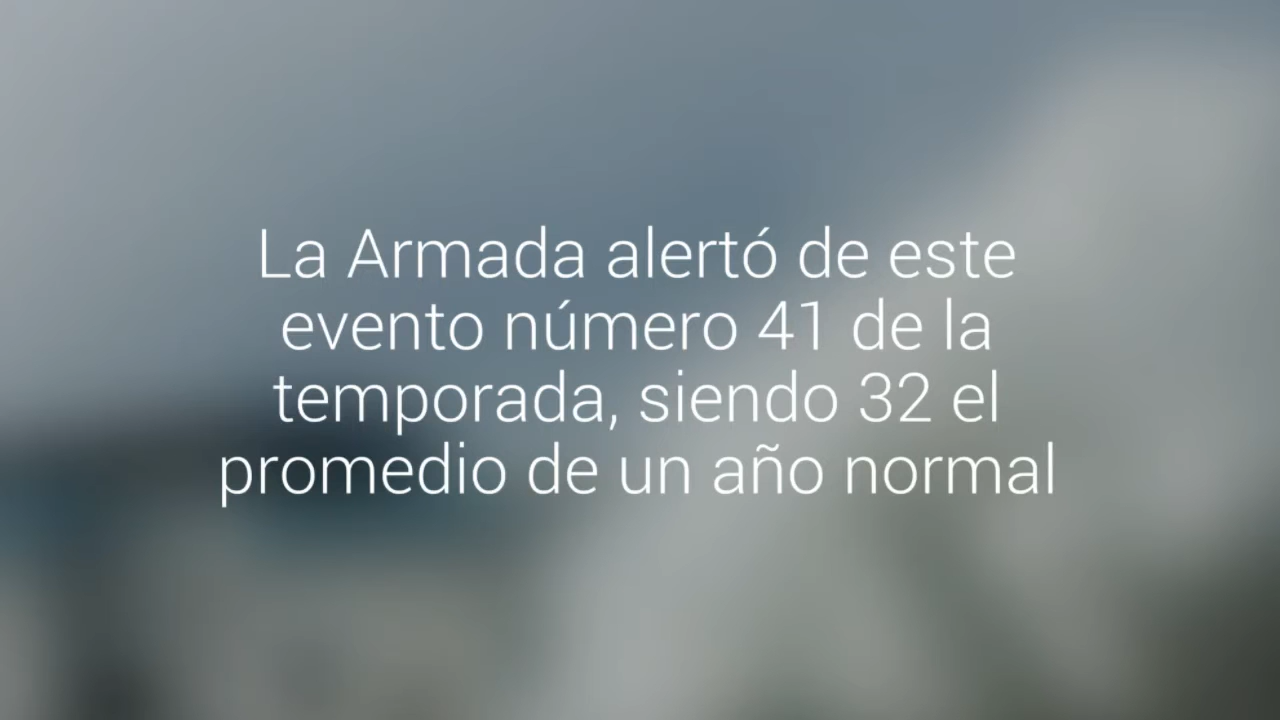 La Armada alertó de este
evento número 41 de la
temporada, siendo 32 el
promedio de un año normal